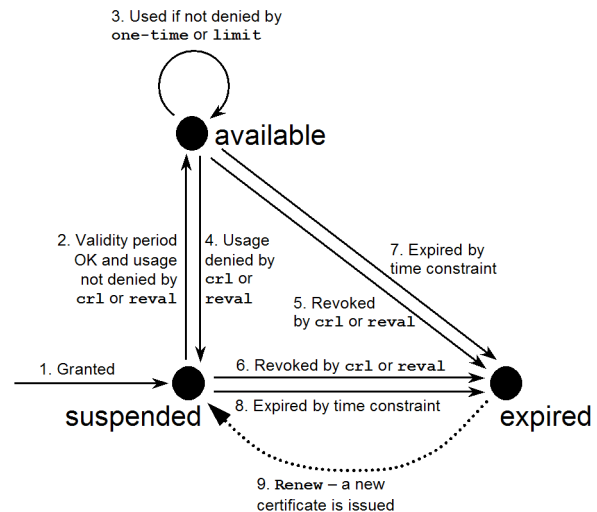 3. Used if not denied by
one-time or limit
available
2. Validity period
OK and usage
not denied by
crl or reval
4. Usage
denied by
crl or
reval
7. Expired by
time constraint
5. Revoked
by crl or reval
1. Granted
6. Revoked by crl or reval
suspended
8. Expired by time constraint
expired
9. Renew – a new
certificate is issued